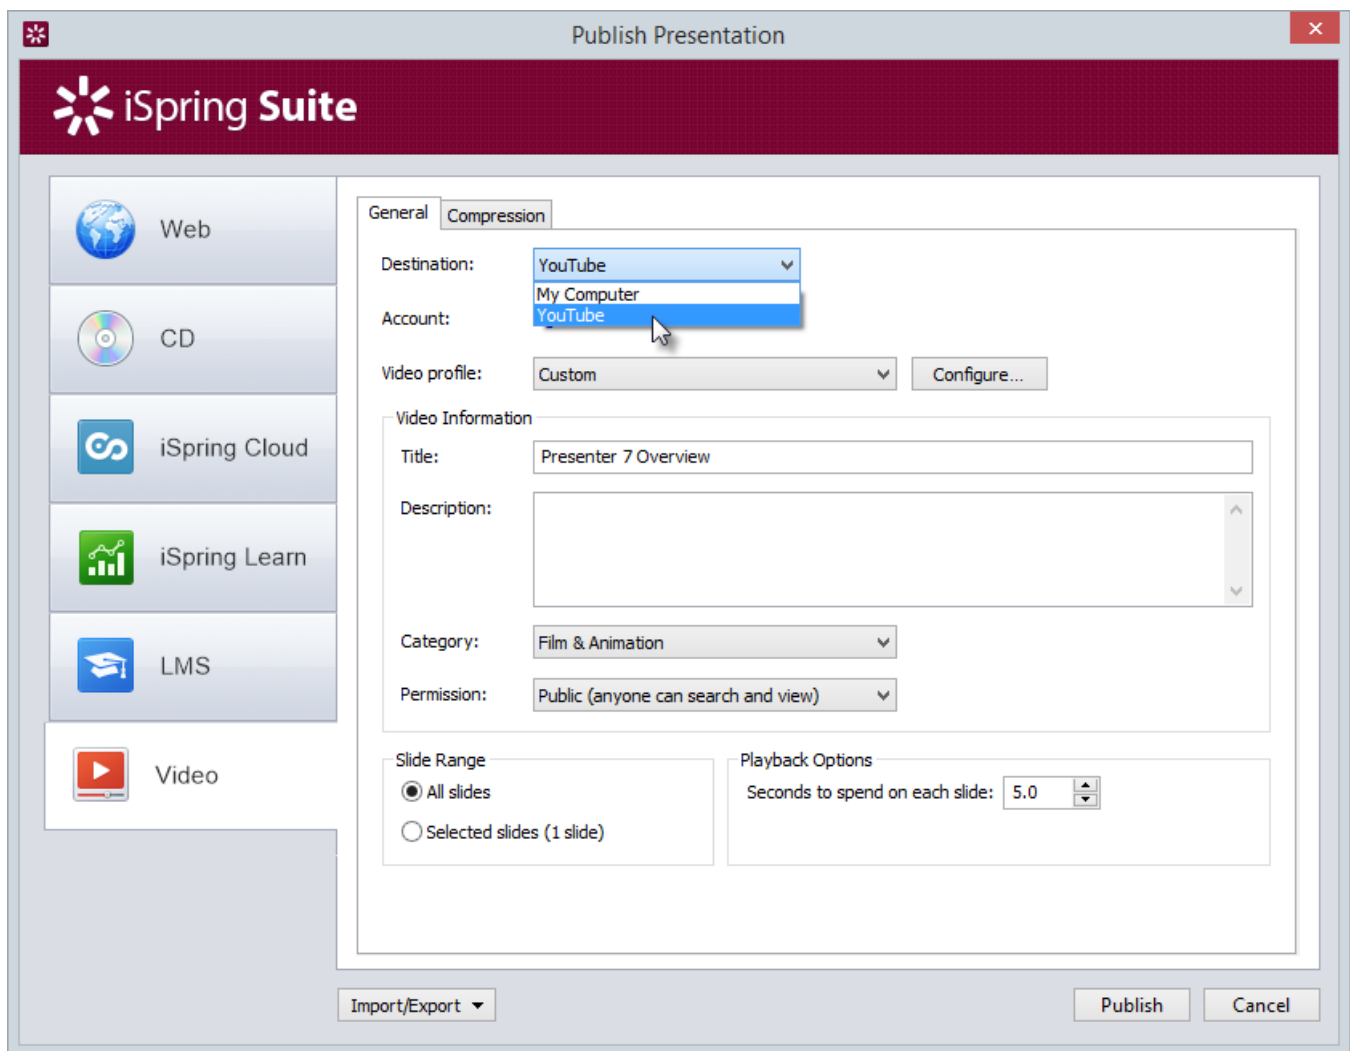 Publish Presentation
iSpring Suite
Web
CD
iSpring Cloud
iSpring Learn
LMS
Video
General
Compression
Destination:
YouTube
My Computer
YouTube
Account:
Video profile:
Custom
Configure...
Video Information
Title:
Presenter 7 Overview
Description:
Category:
Film & Animation
Permission:
Public (anyone can search and view)
Slide Range
All slides
Selected slides (1 slide)
Playback Options
Seconds to spend on each slide:
5.0
Import/Export
Publish
Cancel